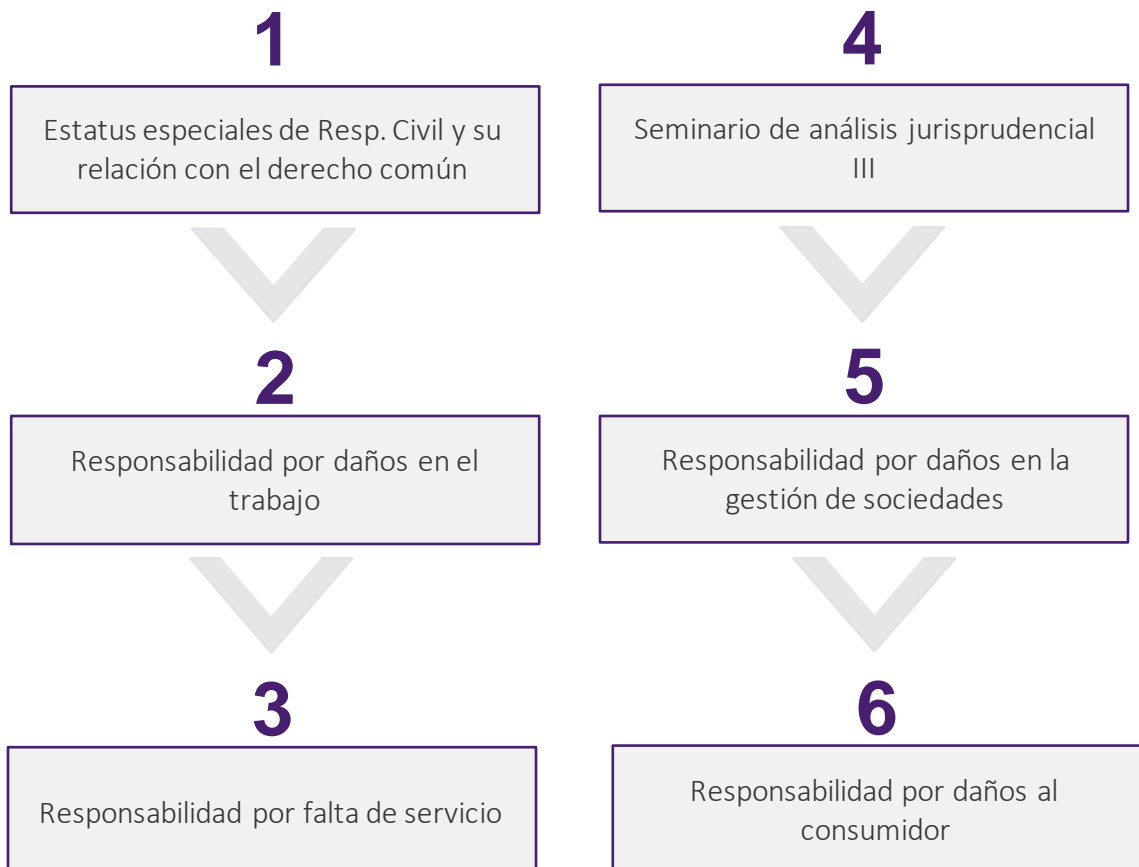 1
Estatus especiales de Resp. Civil y su
relación con el derecho común
2
Responsabilidad por daños en el
trabajo
3
Responsabilidad por falta de servicio
4
Seminario de análisis jurisprudencial
III
5
Responsabilidad por daños en la
gestión de sociedades
6
Responsabilidad por daños al
consumidor